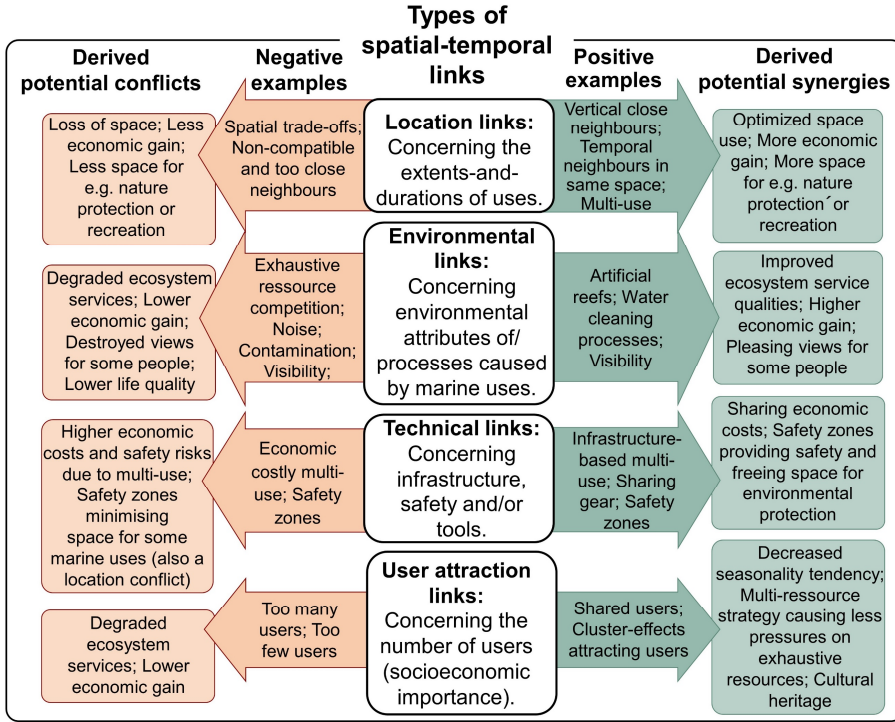 Types of
spatial-temporal
links
Derived
potential conflicts
Negative
examples
Positive
examples
Derived
potential synergies
Loss of space; Less
economic gain;
Less space for
e.g. nature
protection or
recreation
Spatial trade-offs;
Non-compatible
and too close
neighbours
Location links:
Concerning the
extents-and-
durations of uses.
Vertical close
neighbours;
Temporal
neighbours in
same space;
Multi-use
Optimized space
use; More economic
gain; More space
for e.g. nature
protection´or
recreation
Degraded ecosystem
services; Lower
economic gain;
Destroyed views
for some people;
Lower life quality
Exhaustive
ressource
competition;
Noise;
Contamination;
Visibility;
Environmental
links:
Concerning
environmental
attributes of/
processes caused
by marine uses.
Artificial
reefs; Water
cleaning
processes;
Visibility
Improved
ecosystem service
qualities; Higher
economic gain;
Pleasing views for
some people
Higher economic
costs and safety risks
due to multi-use;
Safety zones
minimising
space for some
marine uses (also a
location conflict)
Economic
costly multi-
use; Safety
zones
Technical links:
Concerning
infrastructure,
safety and/or
tools.
Infrastructure-
based multi-
use; Sharing
gear; Safety
zones
Sharing economic
costs; Safety zones
providing safety and
freeing space for
environmental
protection
Degraded
ecosystem
services; Lower
economic gain
Too many
users; Too
few users
User attraction
links:
Concerning the
number of users
(socioeconomic
importance).
Shared users;
Cluster-effects
attracting users
Decreased
seasonality tendency;
Multi-ressource
strategy causing less
pressures on
exhaustive
resources; Cultural
heritage